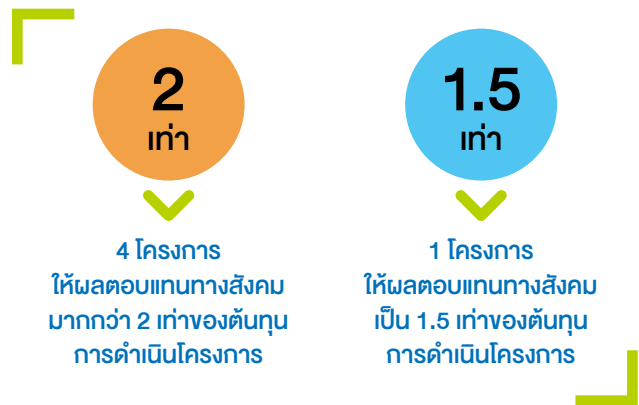 2
เท่า
4 โครงการ
ให้ผลตอบแทนทางสังคม
มากกว่า 2 เท่าของต้นทุน
การดำเนินโครงการ
1.5
เท่า
1 โครงการ
ให้ผลตอบแทนทางสังคม
เป็น 1.5 เท่าของต้นทุน
การดำเนินโครงการ